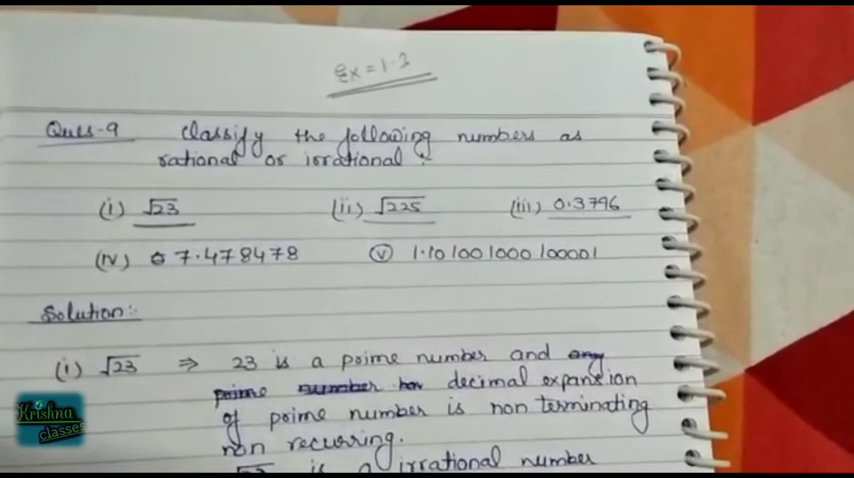 Ex = 1.3
Ques-9 Classify the following numbers as
rational or irrational :
(i) √23 (ii) √225 (iii) 0.3796
(iv) 7.478478 (v) 1.101001000100001
Solution:-
(i) √23 ⇒ 23 is a prime number and any
prime number decimal expansion
of prime number is non terminating
non recurring.
√23 is a irrational number
Krishna
classes